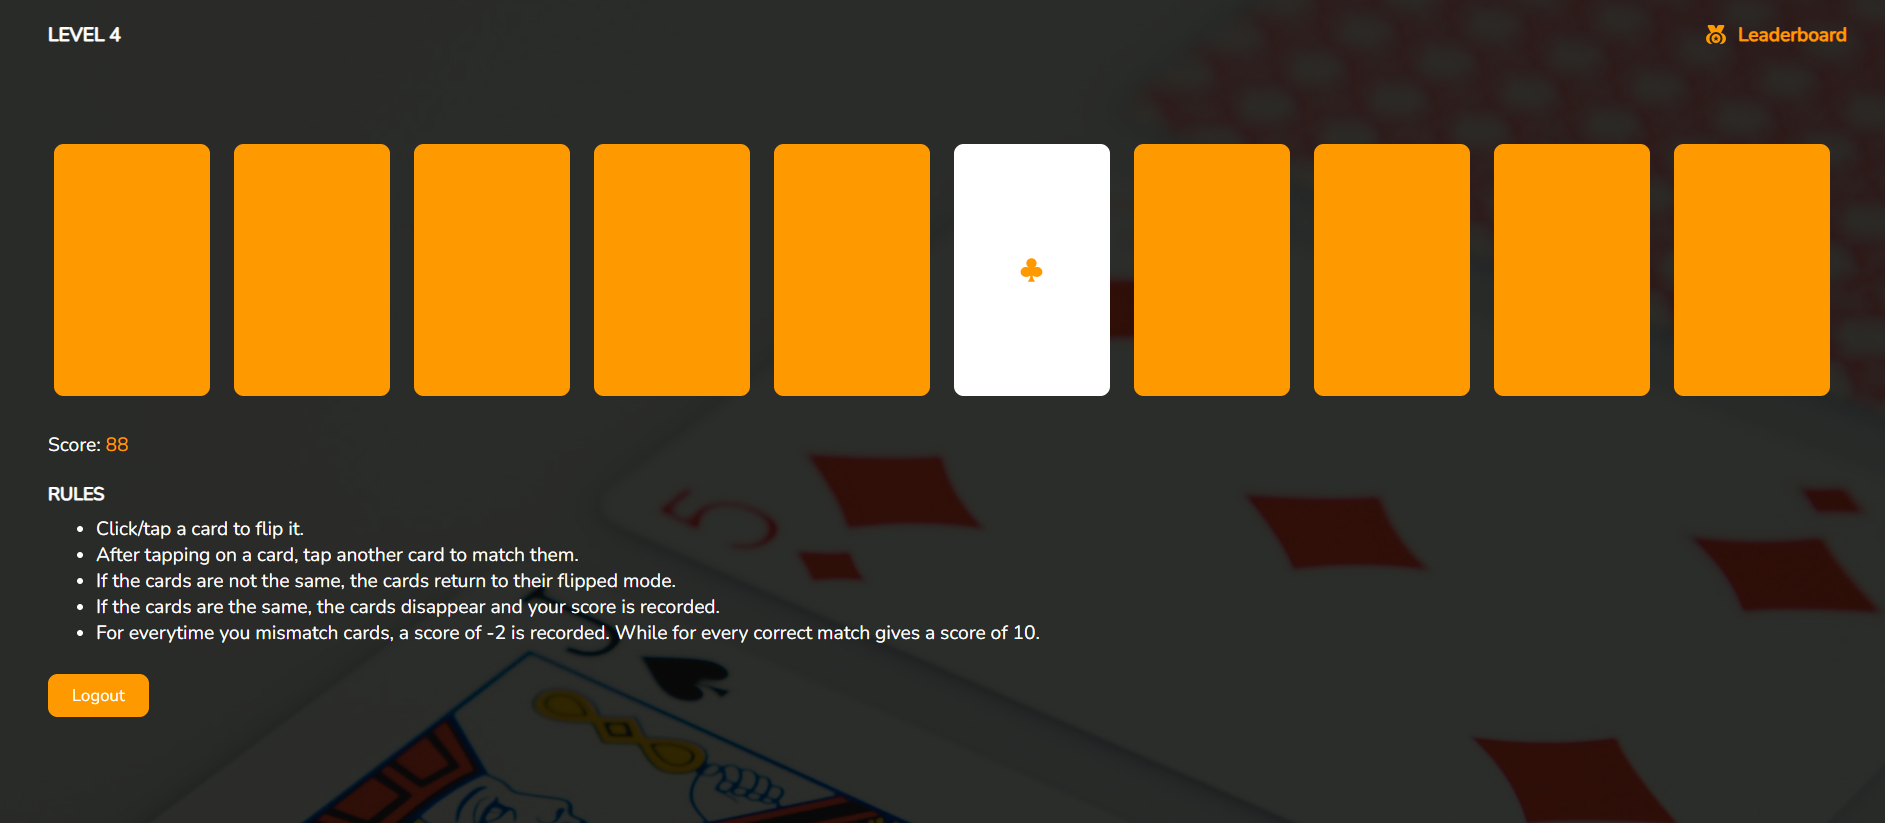 LEVEL 4
Leaderboard
Score: 88
RULES
Click/tap a card to flip it.
After tapping on a card, tap another card to match them.
If the cards are not the same, the cards return to their flipped mode.
If the cards are the same, the cards disappear and your score is recorded.
For everytime you mismatch cards, a score of -2 is recorded. While for every correct match gives a score of 10.
Logout
5
J